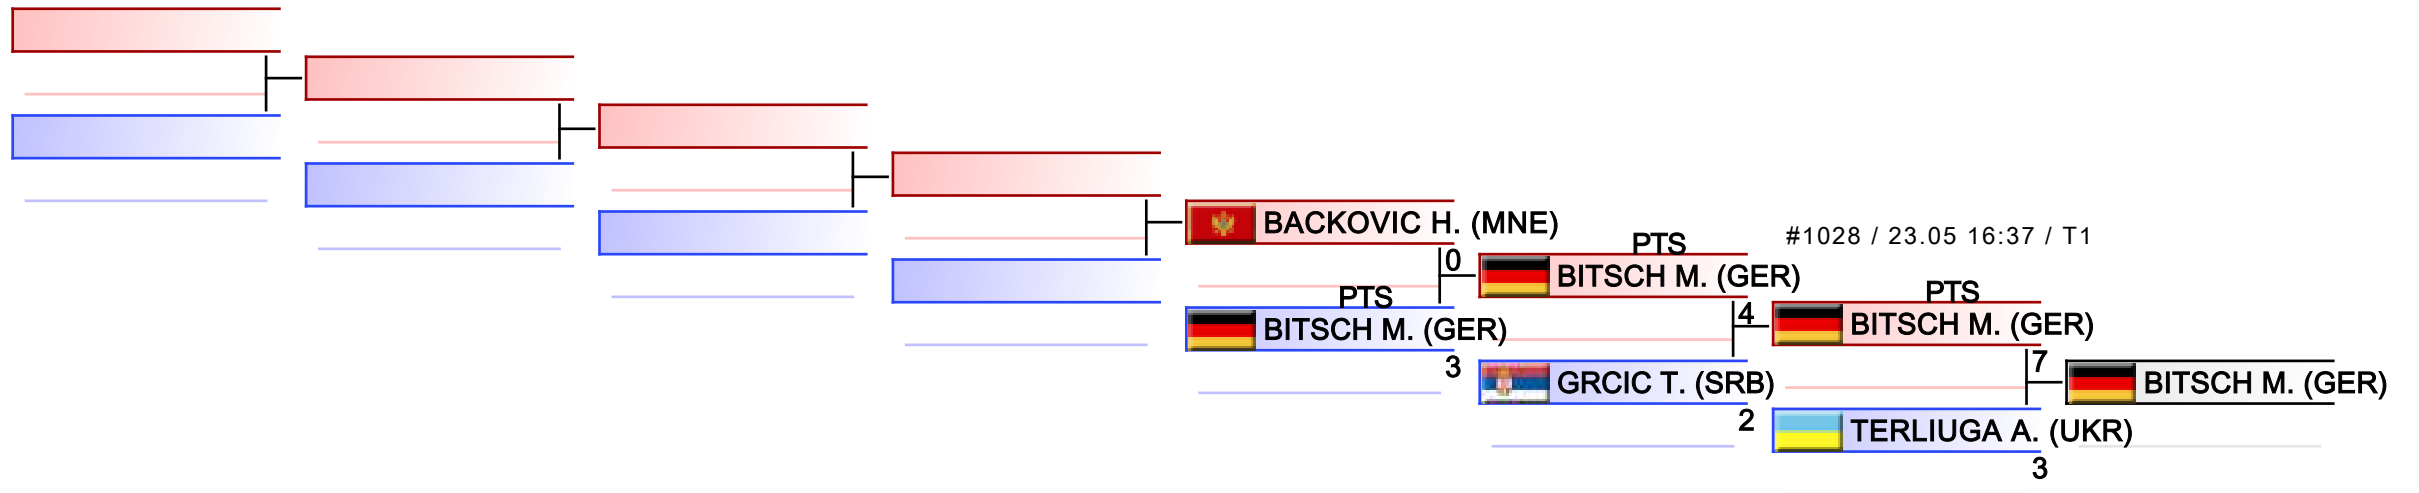 BACKOVIC H. (MNE)
0
PTS
BITSCH M. (GER)
3
PTS
BITSCH M. (GER)
4
GRCIC T. (SRB)
2
#1028 / 23.05 16:37 / T1
PTS
BITSCH M. (GER)
7
TERLIUGA A. (UKR)
3
BITSCH M. (GER)